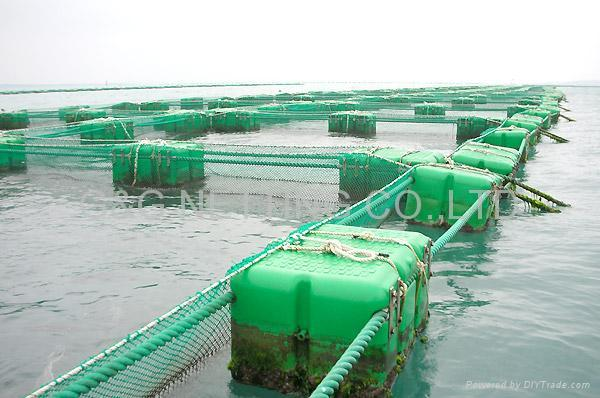 NETTING CO., LTD
Powered by DIYTrade.com